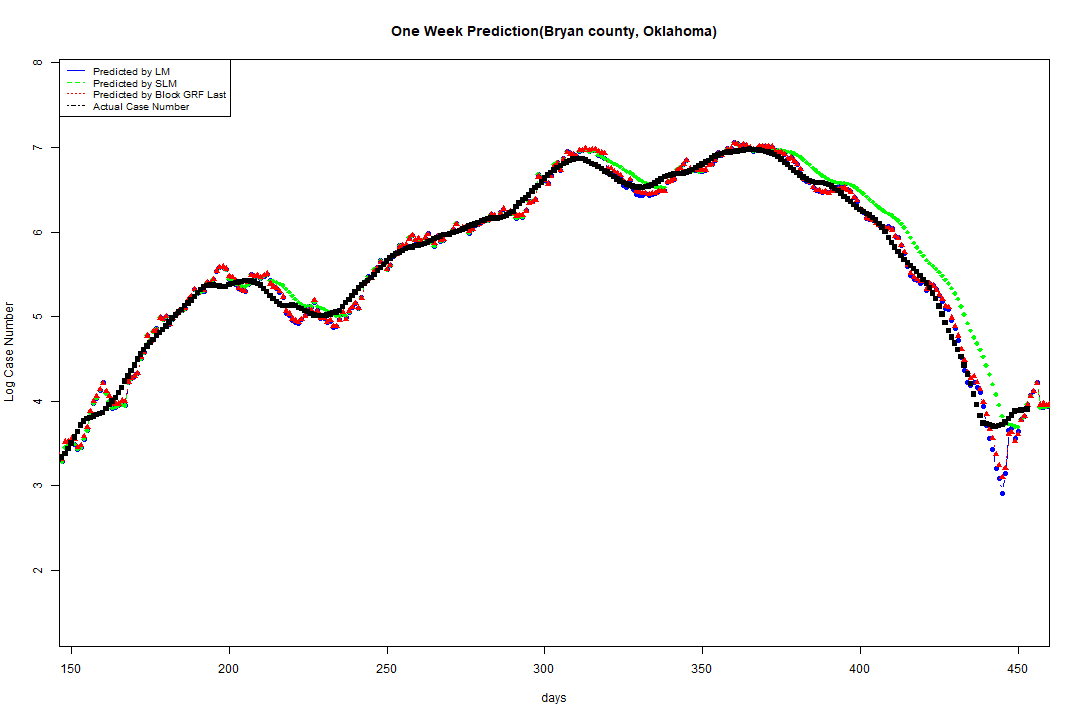 One Week Prediction(Bryan county, Oklahoma)
Predicted by LM
Predicted by SLM
Predicted by Block GRF Last
Actual Case Number
8
7
6
5
4
3
2
Log Case Number
150 200 250 300 350 400 450
days